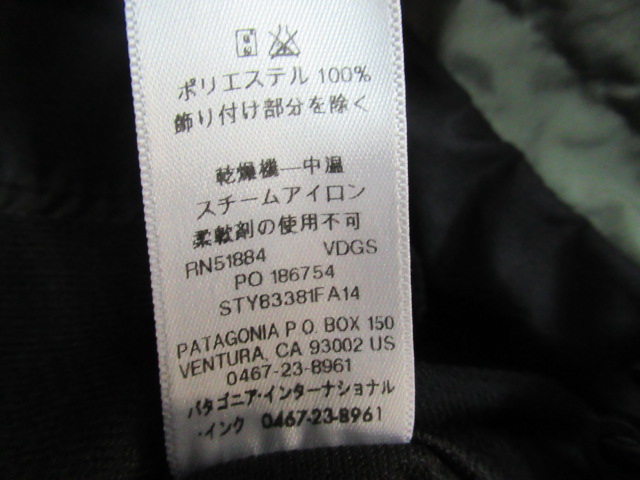 ポリエステル 100%
飾り付け部分を除く
乾燥機一中温
スチームアイロン
柔軟剤の使用不可
RN51884 VDGS
PO 186754
STY83381FA14
PATAGONIA P.O. BOX 150
VENTURA, CA 93002 US
0467-23-8961
パタゴニア・インターナショナル
・インク 0467-23-8961